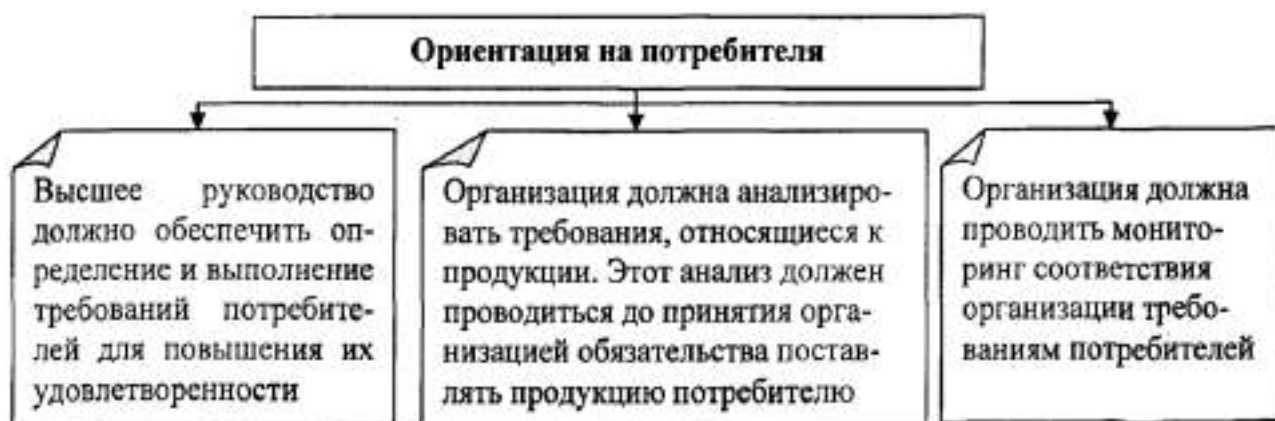 Ориентация на потребителя
Высшее руководство
должно обеспечить оп-
ределение и выполнение
требований потребите-
лей для повышения их
удовлетворенности
Организация должна анализиро-
вать требования, относящиеся к
продукции. Этот анализ должен
проводиться до принятия орга-
низацией обязательства постав-
лять продукцию потребителю
Организация должна
проводить монито-
ринг соответствия
организации требо-
ваниям потребителей